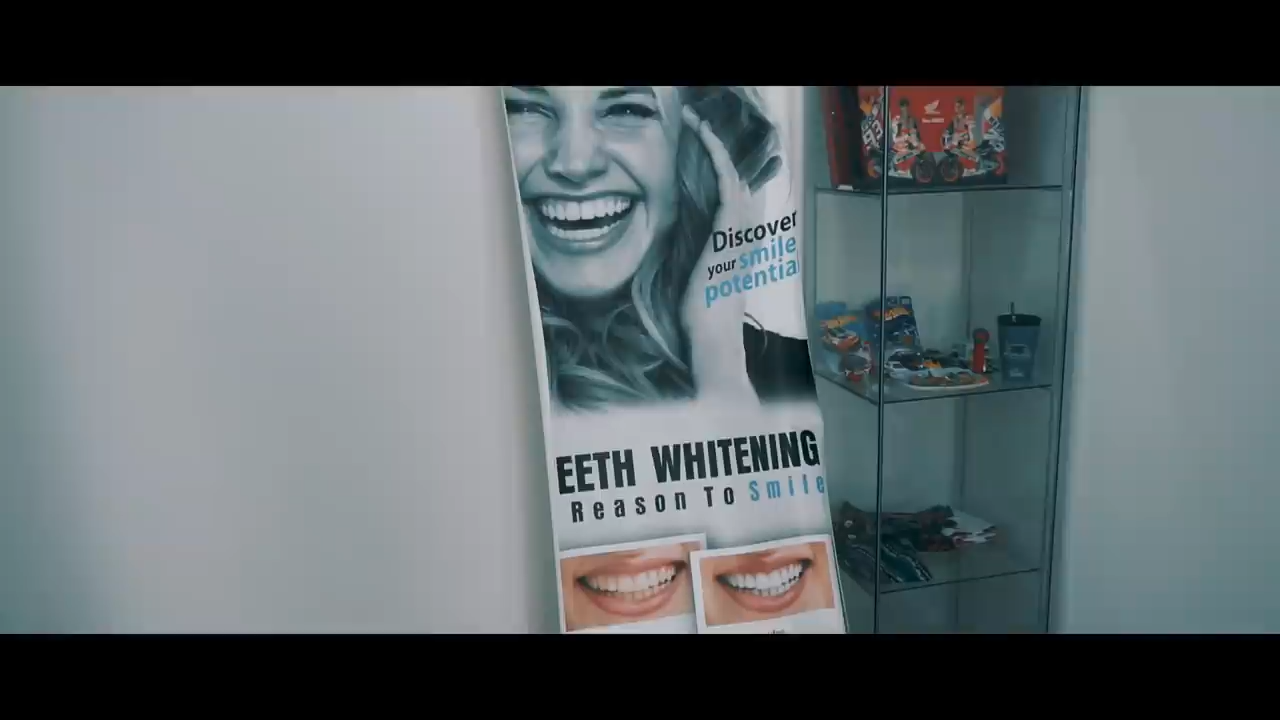 Discover
your smile
potential
EETH WHITENING
Reason To Smile